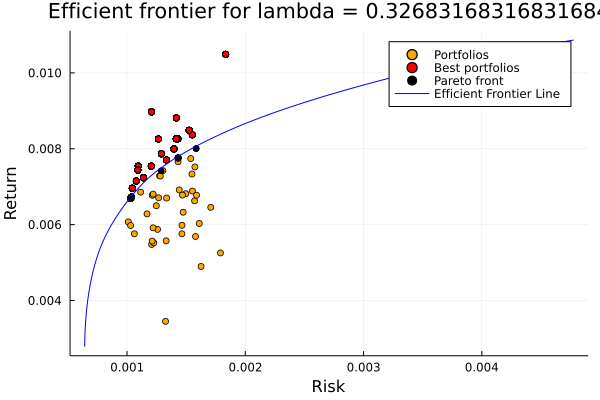 Efficient frontier for lambda = 0.3268316831683168
Portfolios
Best portfolios
Pareto front
Efficient Frontier Line
Return
0.010
0.008
0.006
0.004
0.001
0.002
0.003
0.004
Risk